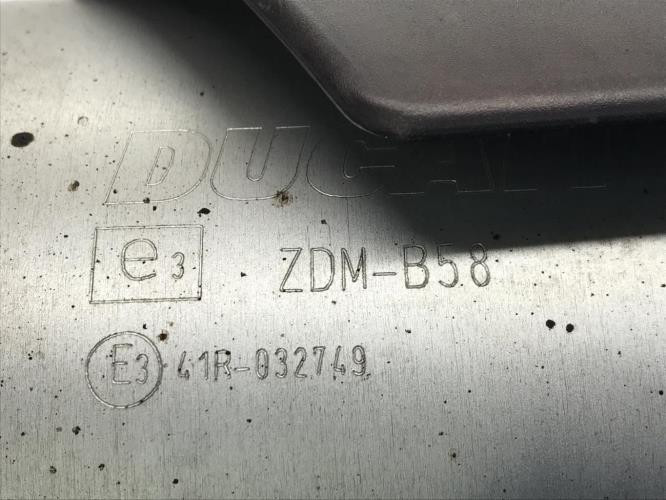 DUCATI
e3 ZDM-B58
E3 41R-032749